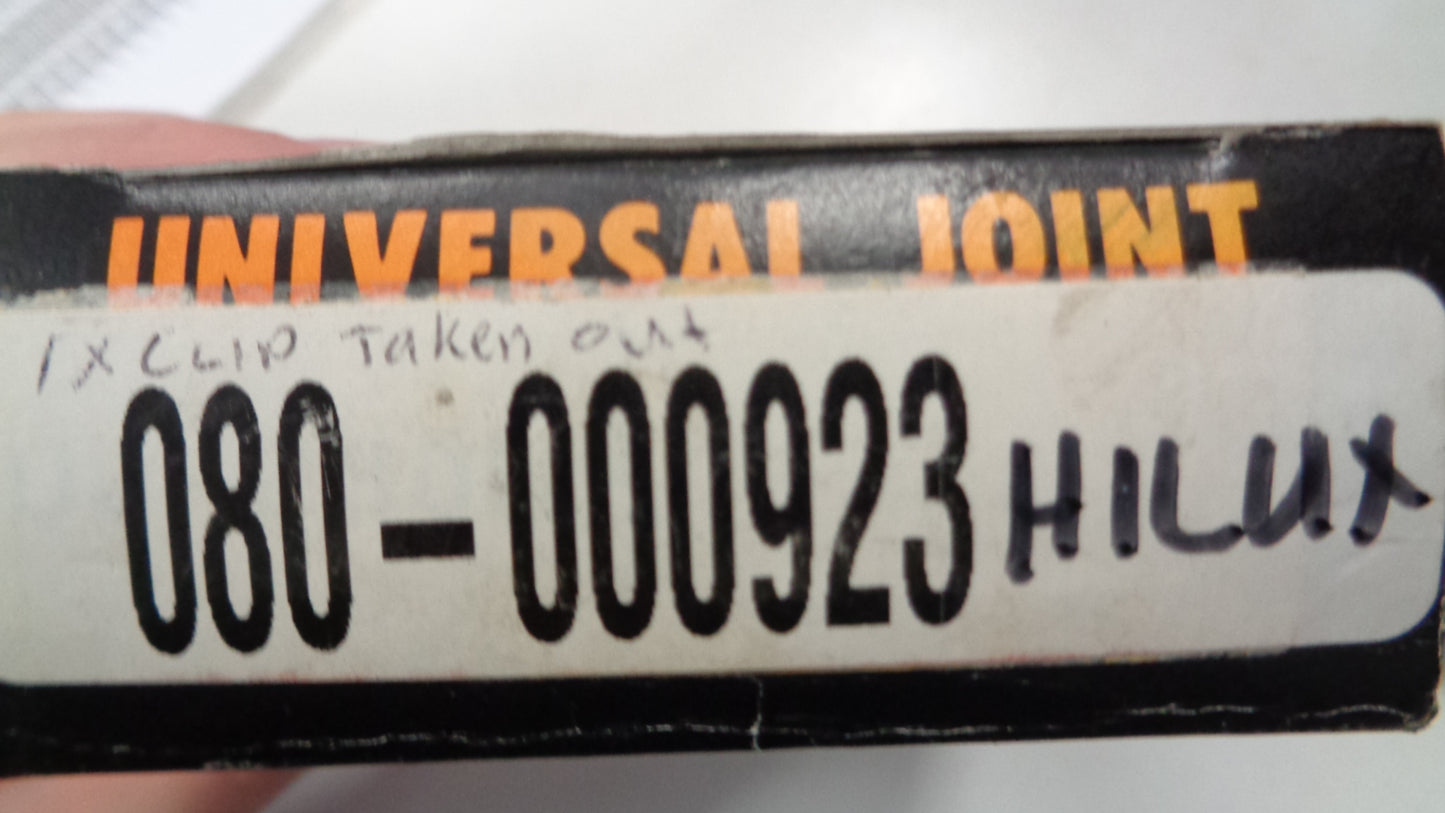 UNIVERSAL JOINT
1x CLIP Taken out
080-000923 HILUX